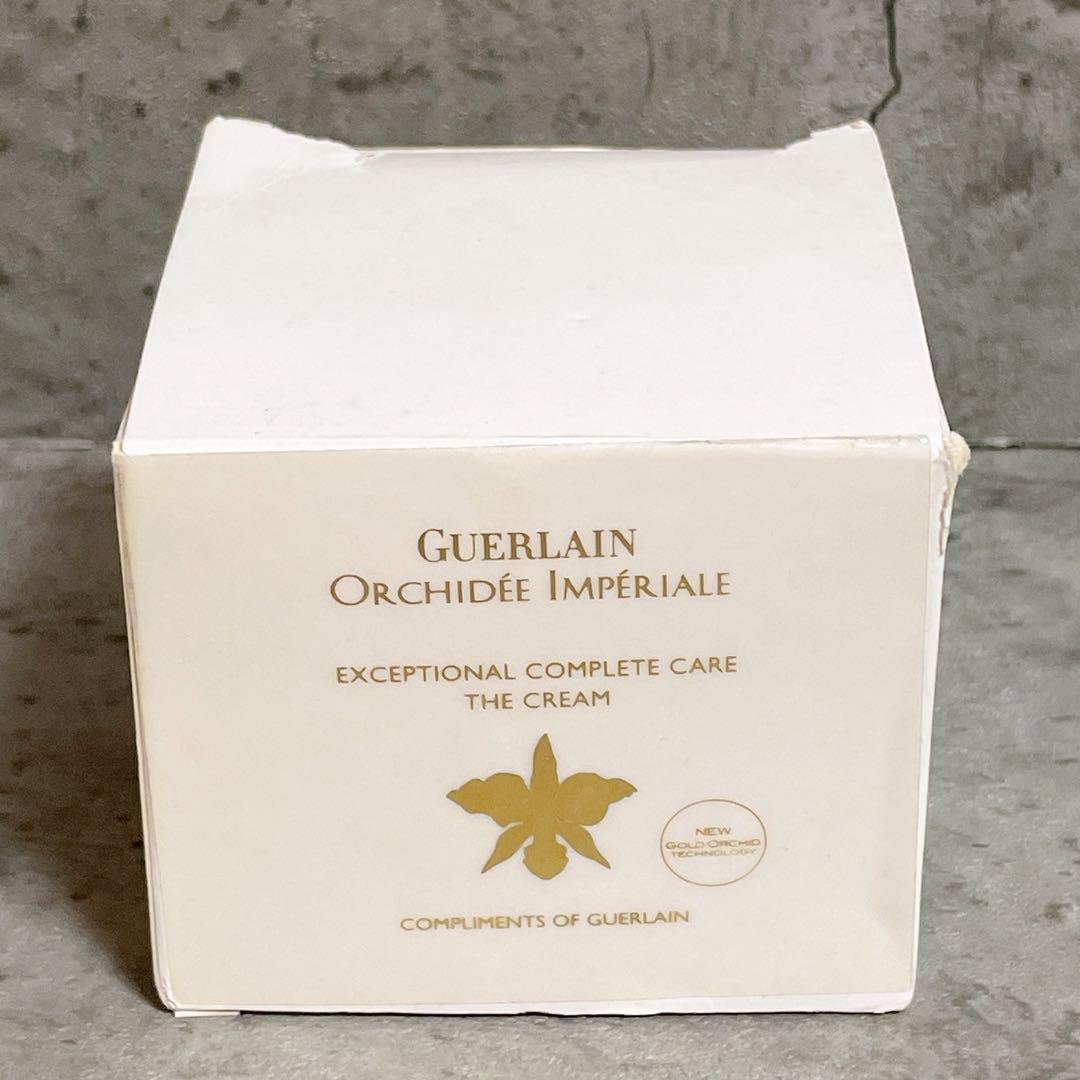 GUERLAIN
ORCHIDÉE IMPÉRIALE
EXCEPTIONAL COMPLETE CARE
THE CREAM
NEW
GOLD ORCHID
TECHNOLOGY
COMPLIMENTS OF GUERLAIN